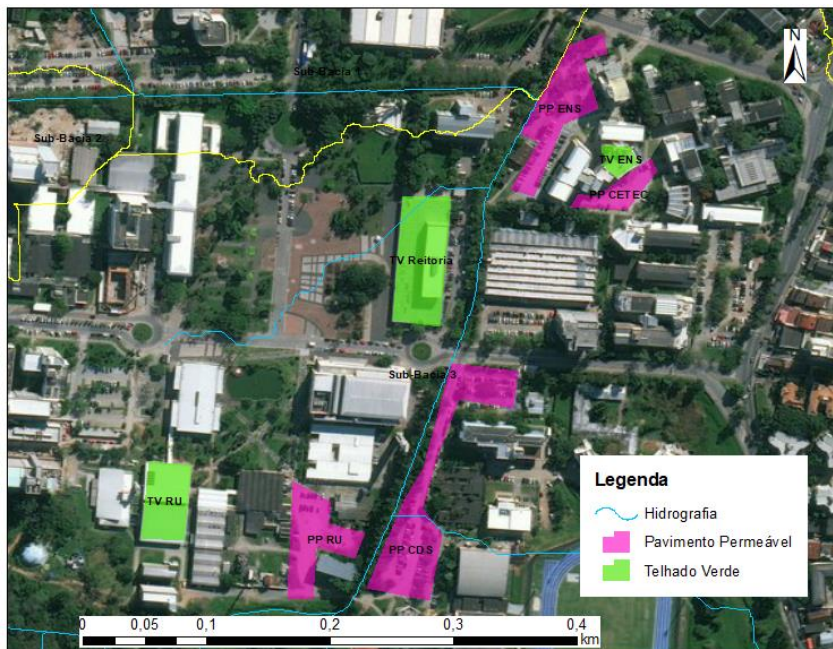 N
Sub-Bacia
Sub-Bacia 2
PP ENS
TV ENS
PP CETEC
TV Reitoria
Sub-Bacia 3
TV RU
PP RU
PP CDS
Legenda
Hidrografia
Pavimento Permeável
Telhado Verde
0 0,05 0,1 0,2 0,3 0,4
km